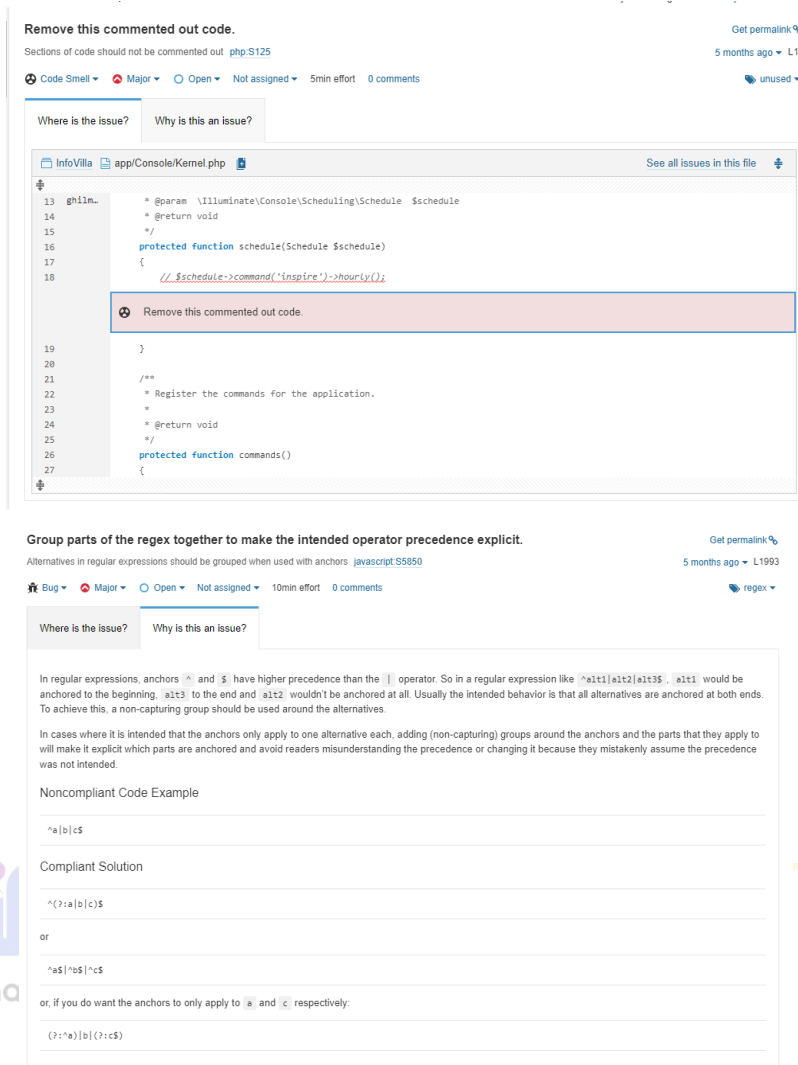 Remove this commented out code.
Get permalink
Sections of code should not be commented out php:S125
5 months ago L1
Code Smell Major Open Not assigned 5min effort 0 comments
unused
Where is the issue? Why is this an issue?
InfoVilla app/Console/Kernel.php
See all issues in this file
13 ghilm… * @param \Illuminate\Console\Scheduling\Schedule $schedule
14 * @return void
15 */
16 protected function schedule(Schedule $schedule)
17 {
18 // $schedule->command('inspire')->hourly();
Remove this commented out code.
19 }
20
21 /**
22 * Register the commands for the application.
23 *
24 * @return void
25 */
26 protected function commands()
27 {
Group parts of the regex together to make the intended operator precedence explicit.
Get permalink
Alternatives in regular expressions should be grouped when used with anchors javascript:S5850
5 months ago L1993
Bug Major Open Not assigned 10min effort 0 comments
regex
Where is the issue? Why is this an issue?
In regular expressions, anchors ^ and $ have higher precedence than the | operator. So in a regular expression like ^alt1|alt2|alt3$ , alt1 would be
anchored to the beginning, alt3 to the end and alt2 wouldn't be anchored at all. Usually the intended behavior is that all alternatives are anchored at both ends.
To achieve this, a non-capturing group should be used around the alternatives.
In cases where it is intended that the anchors only apply to one alternative each, adding (non-capturing) groups around the anchors and the parts that they apply to
will make it explicit which parts are anchored and avoid readers misunderstanding the precedence or changing it because they mistakenly assume the precedence
was not intended.
Noncompliant Code Example
^a|b|c$
Compliant Solution
^(?:a|b|c)$
or
^a$|^b$|^c$
or, if you do want the anchors to only apply to a and c respectively:
(?:^a)|b|(?:c$)